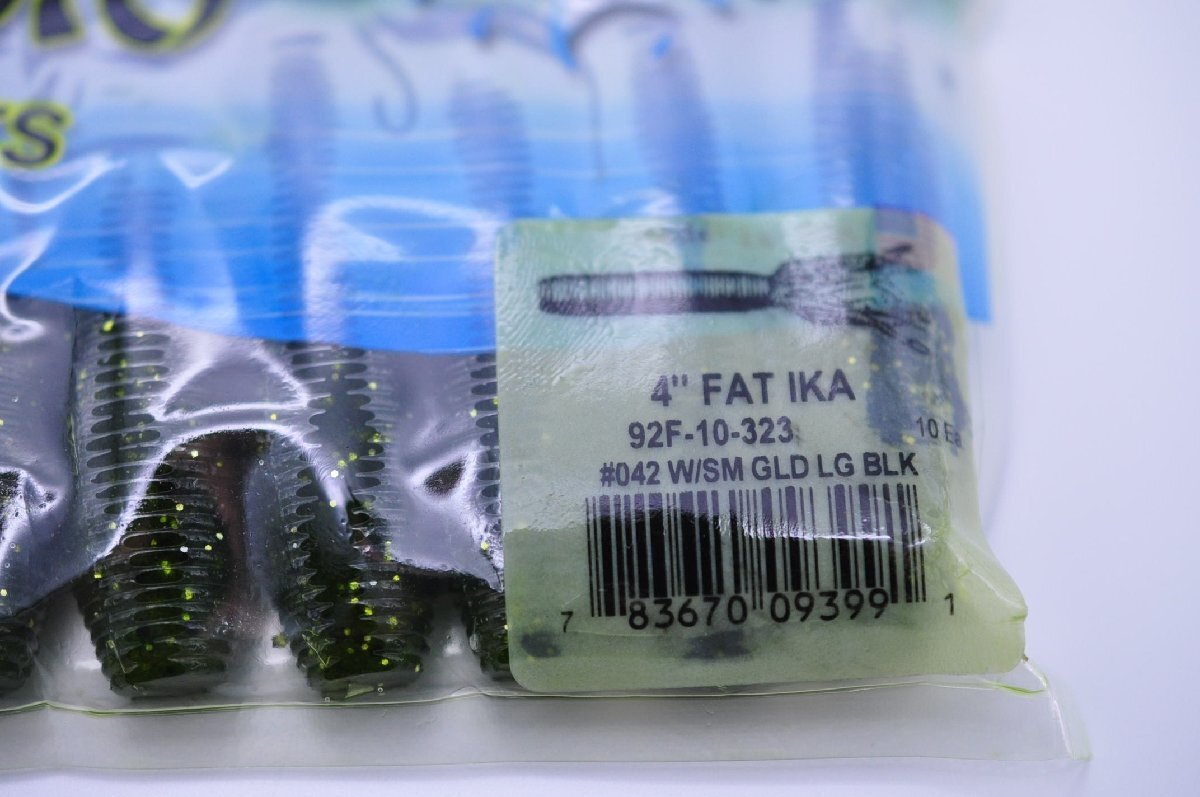 4" FAT IKA
92F-10-323
10 Ea
#042 W/SM GLD LG BLK
7 83670 09399 1